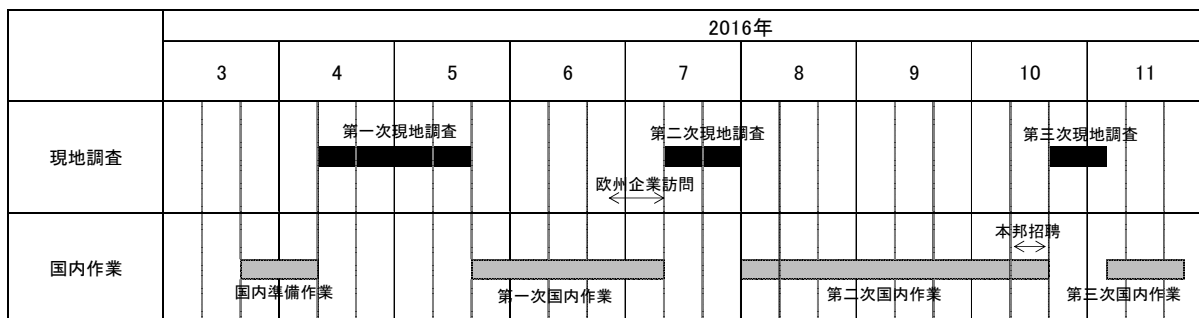 2016年
3 4 5 6 7 8 9 10 11
現地調査
第一次現地調査 第二次現地調査 第三次現地調査
欧州企業訪問
国内作業
本邦招聘
国内準備作業 第一次国内作業 第二次国内作業 第三次国内作業